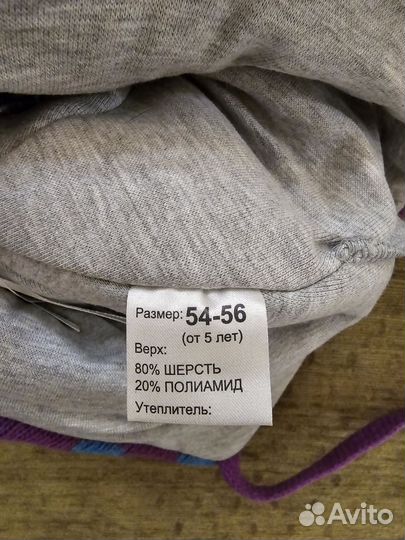 Размер: 54-56
(от 5 лет)
Верх:
80% ШЕРСТЬ
20% ПОЛИАМИД
Утеплитель:
Avito